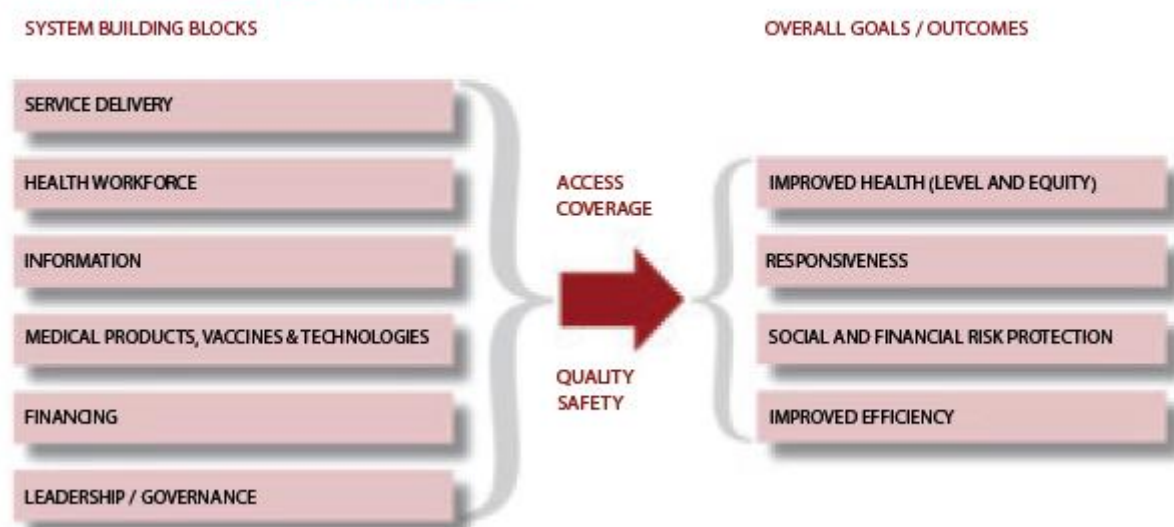 SYSTEM BUILDING BLOCKS
SERVICE DELIVERY
HEALTH WORKFORCE
INFORMATION
MEDICAL PRODUCTS, VACCINES & TECHNOLOGIES
FINANCING
LEADERSHIP / GOVERNANCE
ACCESS
COVERAGE
QUALITY
SAFETY
OVERALL GOALS / OUTCOMES
IMPROVED HEALTH (LEVEL AND EQUITY)
RESPONSIVENESS
SOCIAL AND FINANCIAL RISK PROTECTION
IMPROVED EFFICIENCY